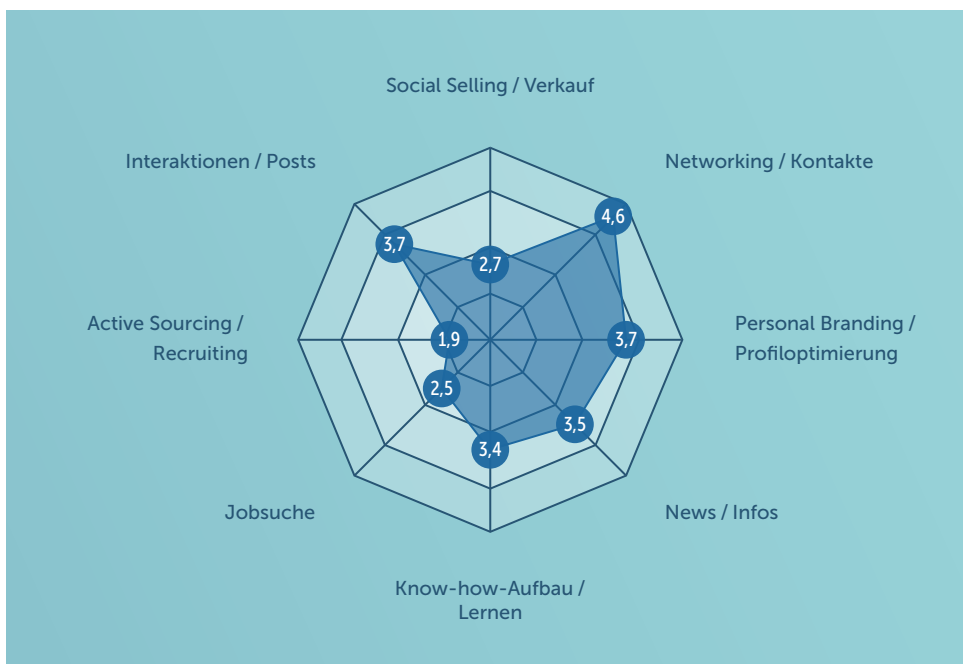 Social Selling / Verkauf
Interaktionen / Posts
Networking / Kontakte
4,6
3,7
2,7
Active Sourcing /
Recruiting
1,9
3,7
Personal Branding /
Profiloptimierung
2,5
3,5
3,4
Jobsuche
News / Infos
Know-how-Aufbau /
Lernen